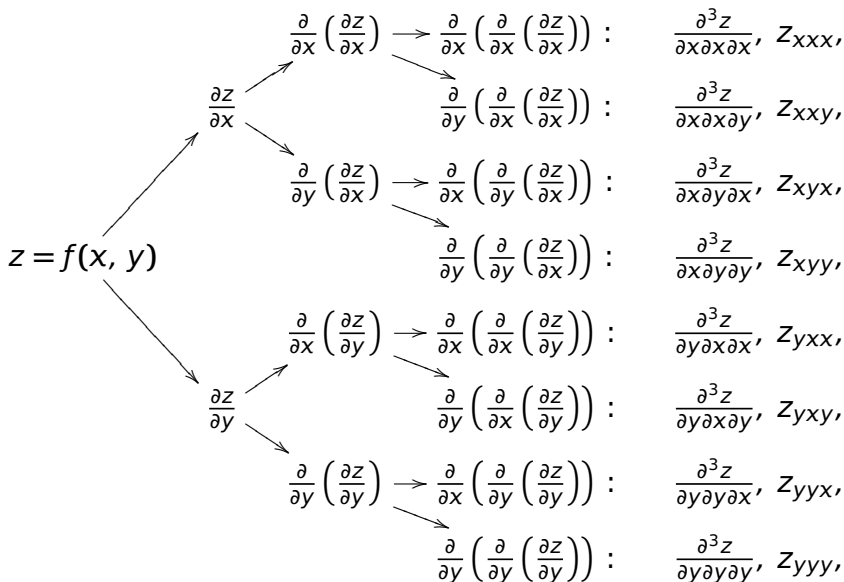 ∂/∂x (∂z/∂x) → ∂/∂x (∂/∂x (∂z/∂x)) : ∂³z/∂x∂x∂x, z_xxx,
∂z/∂x ∂/∂y (∂/∂x (∂z/∂x)) : ∂³z/∂x∂x∂y, z_xxy,
∂/∂y (∂z/∂x) → ∂/∂x (∂/∂y (∂z/∂x)) : ∂³z/∂x∂y∂x, z_xyx,
z = f(x, y) ∂/∂y (∂/∂y (∂z/∂x)) : ∂³z/∂x∂y∂y, z_xyy,
∂/∂x (∂z/∂y) → ∂/∂x (∂/∂x (∂z/∂y)) : ∂³z/∂y∂x∂x, z_yxx,
∂z/∂y ∂/∂y (∂/∂x (∂z/∂y)) : ∂³z/∂y∂x∂y, z_yxy,
∂/∂y (∂z/∂y) → ∂/∂x (∂/∂y (∂z/∂y)) : ∂³z/∂y∂y∂x, z_yyx,
∂/∂y (∂/∂y (∂z/∂y)) : ∂³z/∂y∂y∂y, z_yyy,